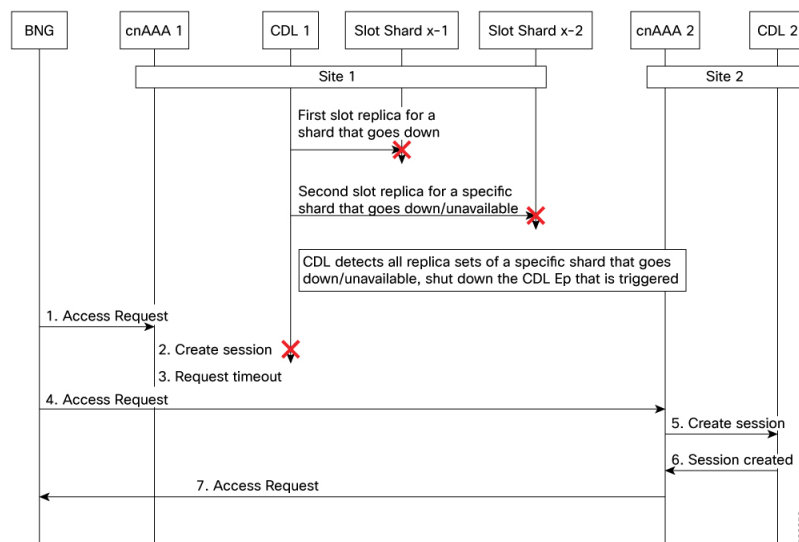 BNG
cnAAA 1
CDL 1
Slot Shard x-1
Slot Shard x-2
cnAAA 2
CDL 2
Site 1
Site 2
First slot replica for a
shard that goes down
Second slot replica for a specific
shard that goes down/unavailable
CDL detects all replica sets of a specific shard that goes
down/unavailable, shut down the CDL Ep that is triggered
1. Access Request
2. Create session
3. Request timeout
4. Access Request
5. Create session
6. Session created
7. Access Request